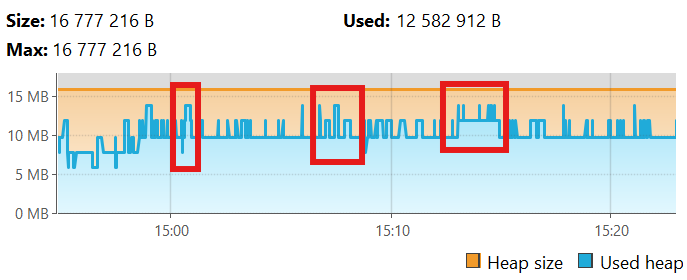 Size: 16 777 216 B Used: 12 582 912 B
Max: 16 777 216 B
15 MB
10 MB
5 MB
0 MB
15:00 15:10 15:20
Heap size Used heap